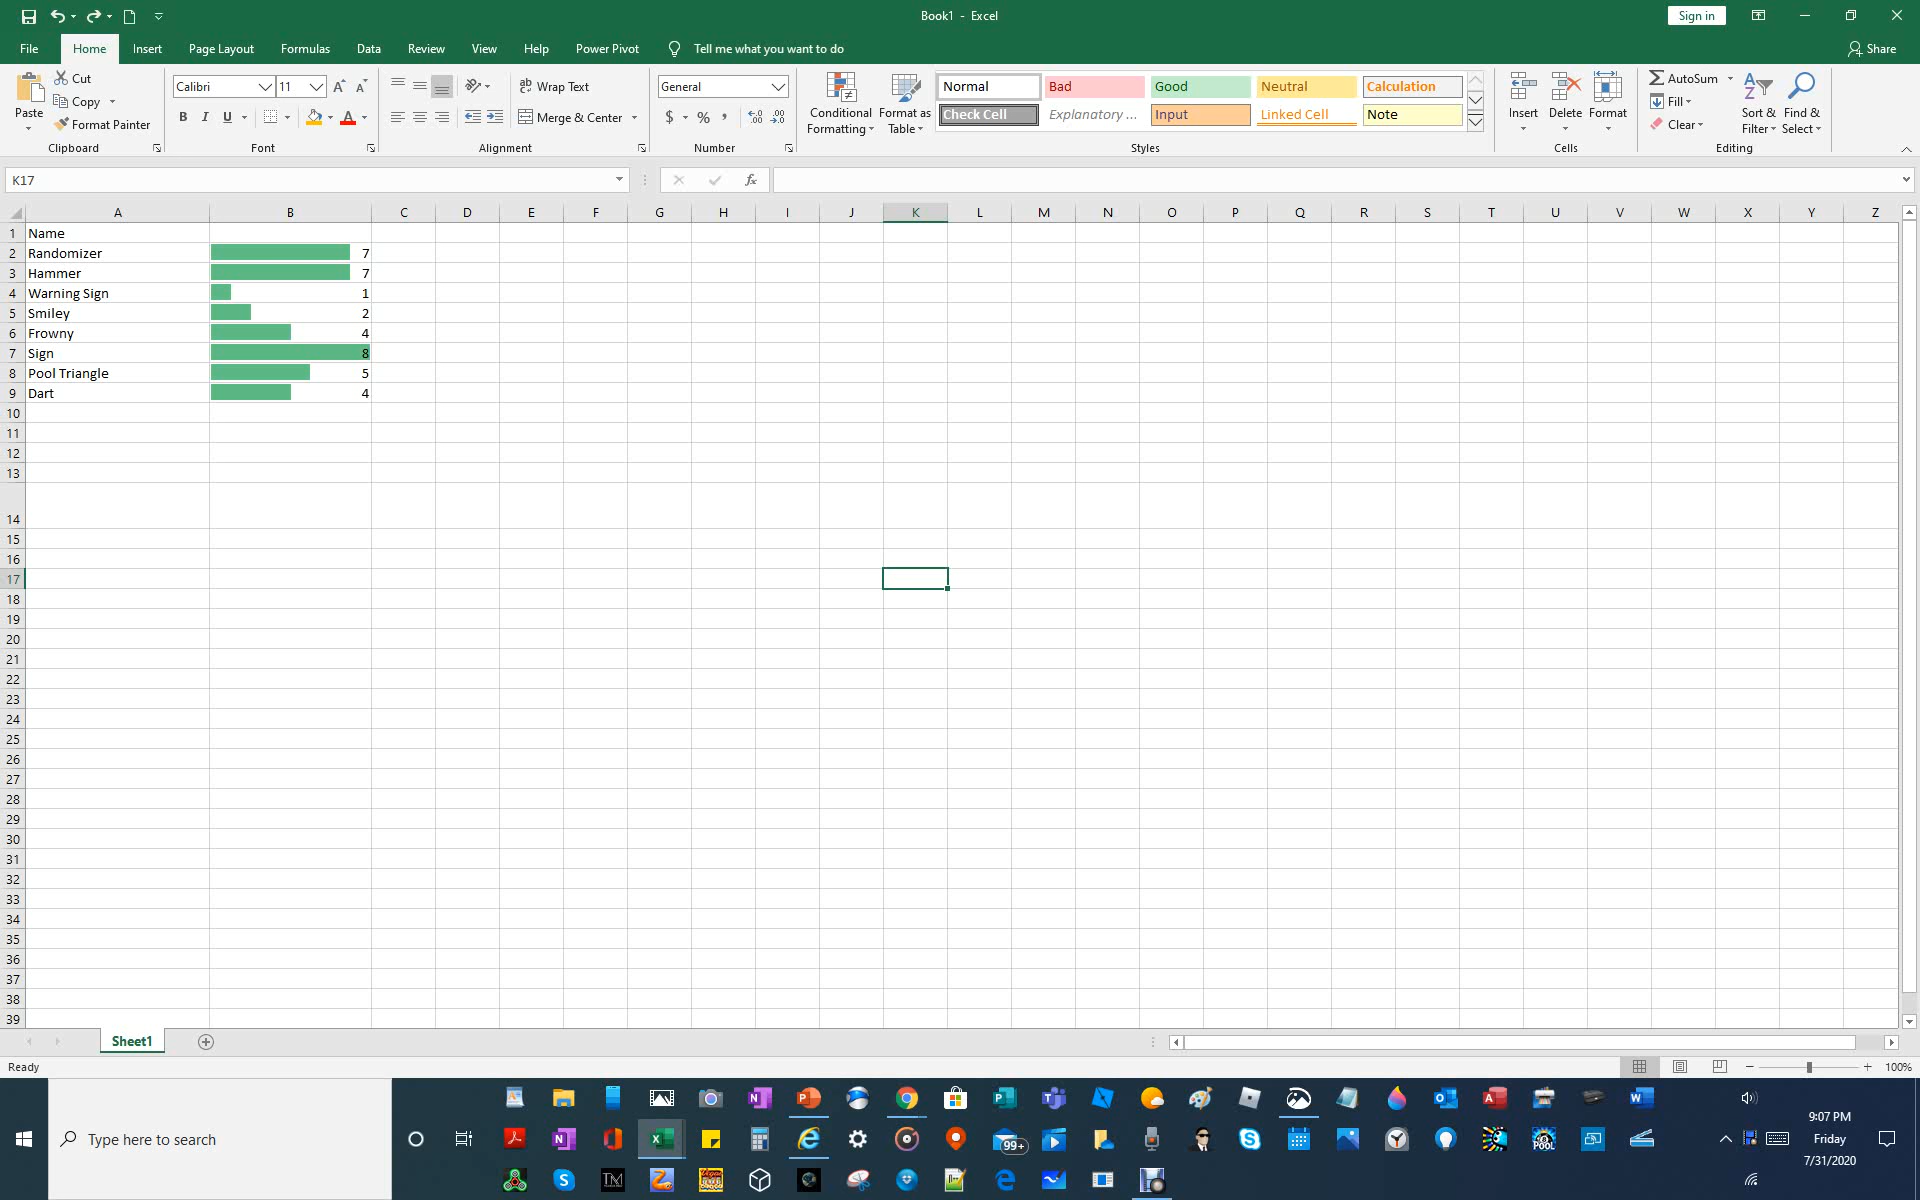 Book1 - Excel
Sign in
File Home Insert Page Layout Formulas Data Review View Help Power Pivot Tell me what you want to do Share
Paste Cut Copy Format Painter
Clipboard
Calibri 11 A A
B I U A
Font
Wrap Text
Merge & Center
Alignment
General
$ % ,
Number
Conditional Formatting
Format as Table
Normal Bad Good Neutral Calculation
Check Cell Explanatory ... Input Linked Cell Note
Styles
Insert Delete Format
Cells
AutoSum
Fill
Clear
Sort & Filter
Find & Select
Editing
K17 fx
A B C D E F G H I J K L M N O P Q R S T U V W X Y Z
1 Name
2 Randomizer 7
3 Hammer 7
4 Warning Sign 1
5 Smiley 2
6 Frowny 4
7 Sign 8
8 Pool Triangle 5
9 Dart 4
10
11
12
13
14
15
16
17
18
19
20
21
22
23
24
25
26
27
28
29
30
31
32
33
34
35
36
37
38
39
Sheet1
Ready 100%
Type here to search
99+
POOL
9:07 PM
Friday
7/31/2020